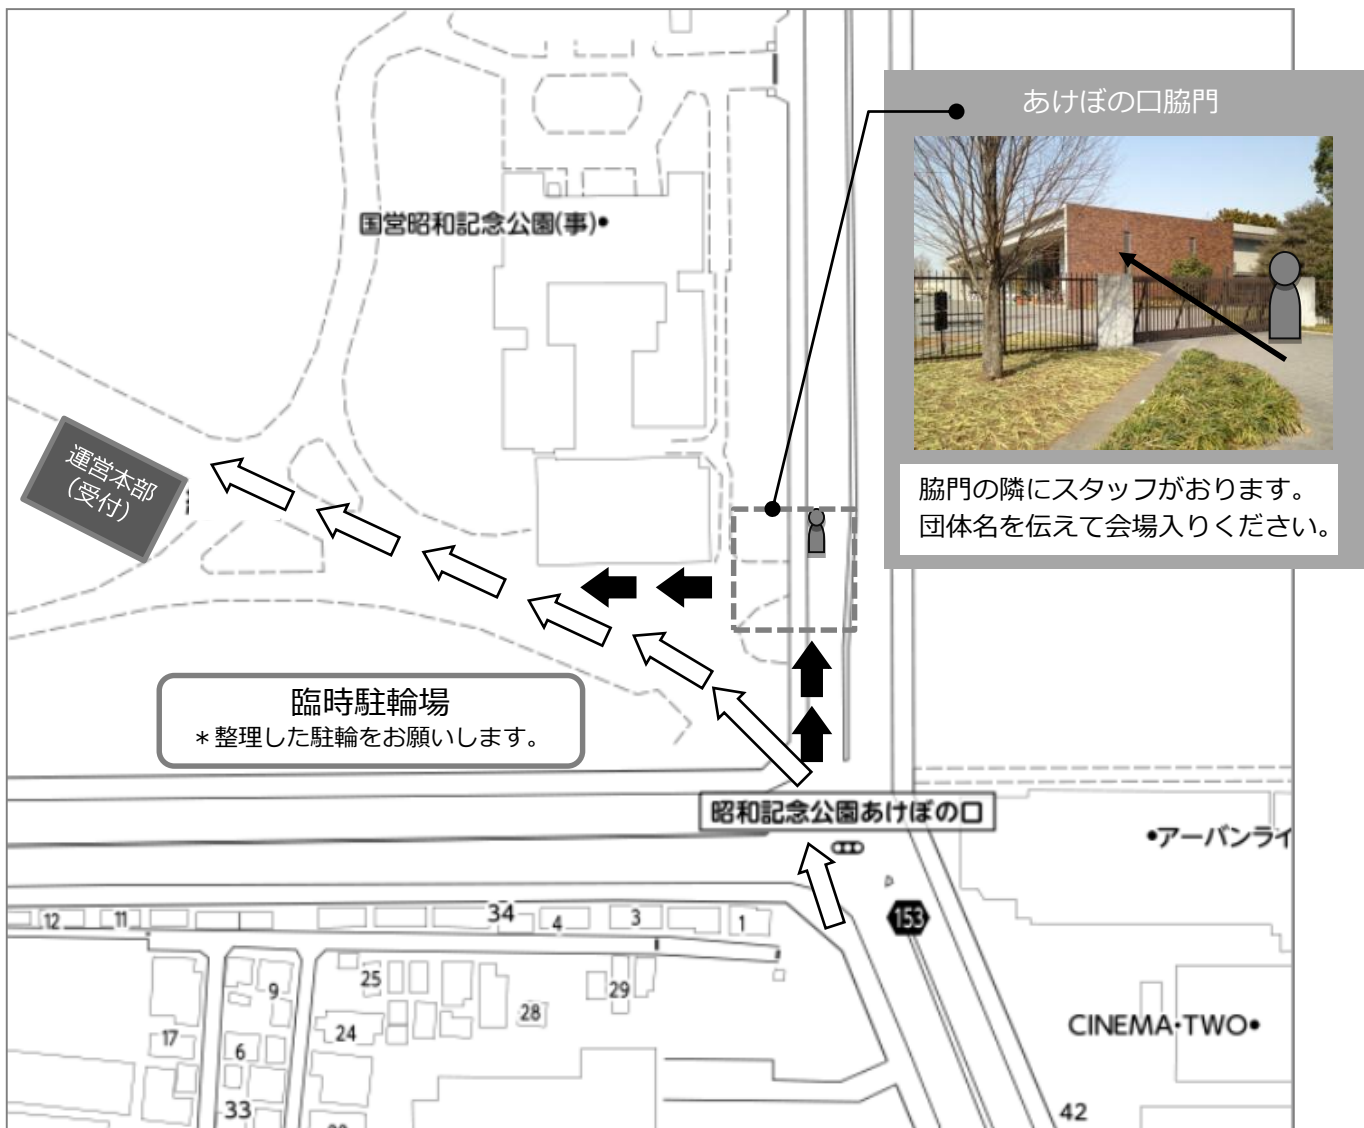 あけぼの口脇門
国営昭和記念公園(事)
運営本部
(受付)
脇門の隣にスタッフがおります。
団体名を伝えて会場入りください。
臨時駐輪場
＊整理した駐輪をお願いします。
昭和記念公園あけぼの口
アーバンライ
12
11
34
4
3
1
153
25
9
29
28
24
17
6
CINEMA・TWO
33
42